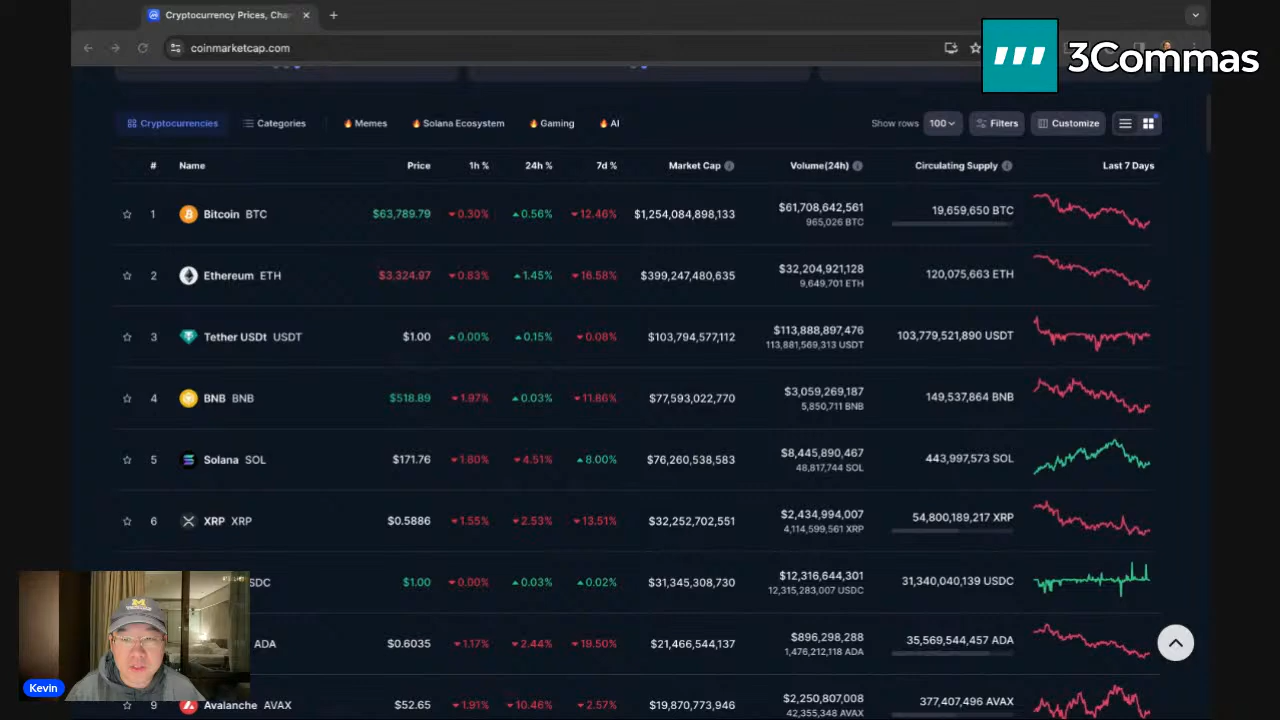 Cryptocurrency Prices, Cha
coinmarketcap.com
3Commas
Cryptocurrencies Categories Memes Solana Ecosystem Gaming AI Show rows 100 Filters Customize
# Name Price 1h % 24h % 7d % Market Cap Volume(24h) Circulating Supply Last 7 Days
1 Bitcoin BTC $63,789.79 0.30% 0.56% 12.46% $1,254,084,898,133 $61,708,642,561 19,659,650 BTC
965,026 BTC
2 Ethereum ETH $3,324.97 0.83% 1.45% 16.58% $399,247,480,635 $32,204,921,128 120,075,663 ETH
9,649,701 ETH
3 Tether USDt USDT $1.00 0.00% 0.15% 0.08% $103,794,577,112 $113,888,897,476 103,779,521,890 USDT
113,881,569,313 USDT
4 BNB BNB $518.89 1.97% 0.03% 11.86% $77,593,022,770 $3,059,269,187 149,537,864 BNB
5,850,711 BNB
5 Solana SOL $171.76 1.80% 4.51% 8.00% $76,260,538,583 $8,445,890,467 443,997,573 SOL
48,817,744 SOL
6 XRP XRP $0.5886 1.55% 2.53% 13.51% $32,252,702,551 $2,434,994,007 54,800,189,217 XRP
4,114,599,561 XRP
SDC $1.00 0.00% 0.03% 0.02% $31,345,308,730 $12,316,644,301 31,340,040,139 USDC
12,315,283,007 USDC
ADA $0.6035 1.17% 2.44% 19.50% $21,466,544,137 $896,298,288 35,569,544,457 ADA
1,476,212,118 ADA
9 Avalanche AVAX $52.65 1.91% 10.46% 2.57% $19,870,773,946 $2,250,807,008 377,407,496 AVAX
42,355,348 AVAX
M
Kevin